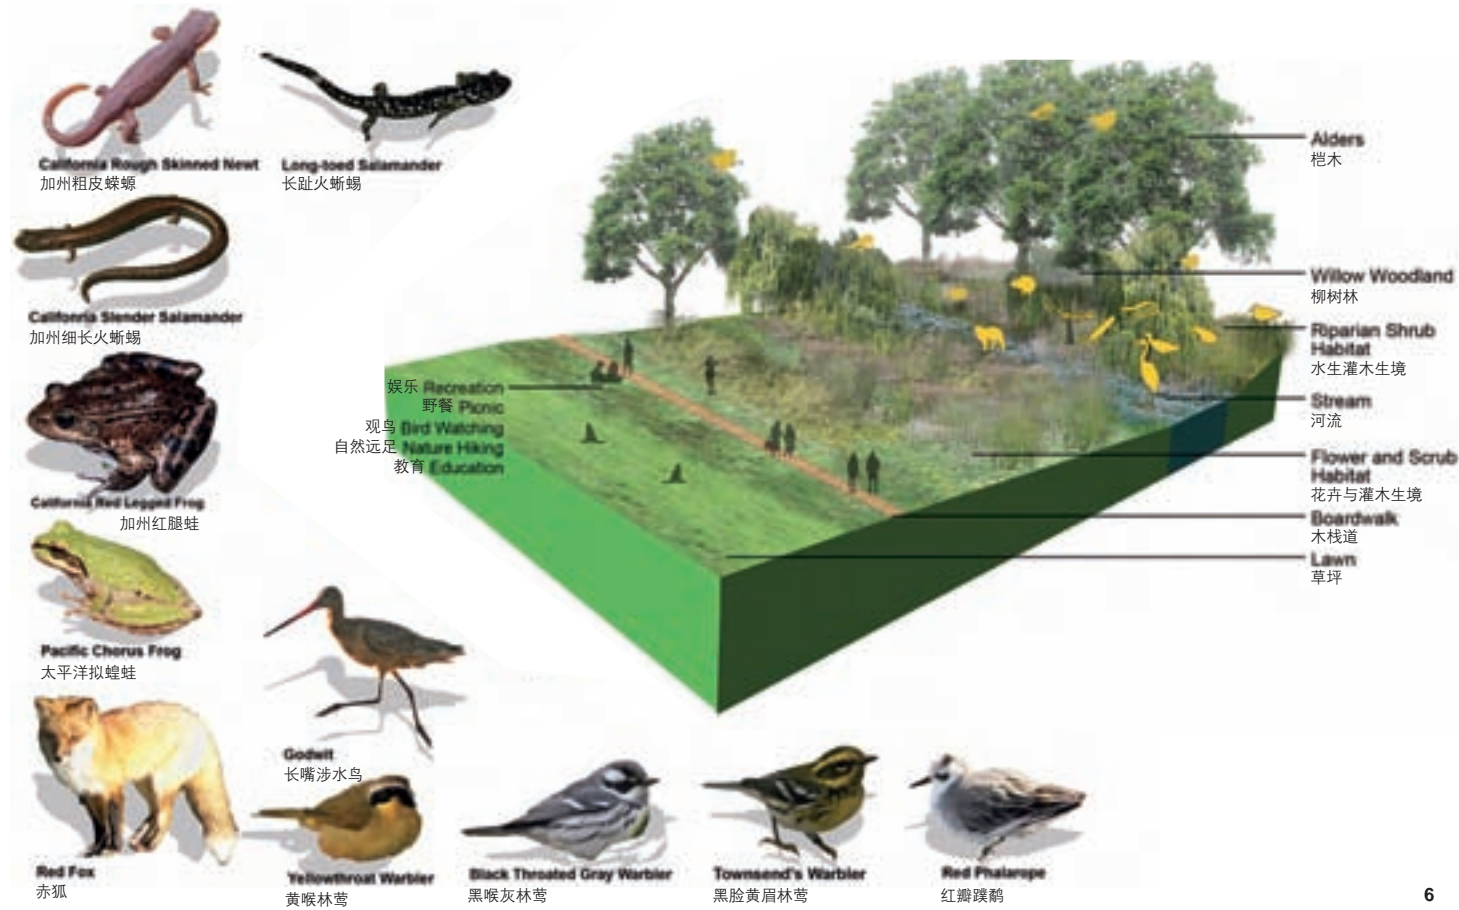 California Rough Skinned Newt
加州粗皮蝾螈
Long-toed Salamander
长趾火蜥蜴
California Slender Salamander
加州细长火蜥蜴
California Red Legged Frog
加州红腿蛙
Pacific Chorus Frog
太平洋拟蝗蛙
Red Fox
赤狐
Godwit
长嘴涉水鸟
Yellowthroat Warbler
黄喉林莺
Black Throated Gray Warbler
黑喉灰林莺
Townsend's Warbler
黑脸黄眉林莺
Red Phalarope
红瓣蹼鹬
娱乐 Recreation
野餐 Picnic
观鸟 Bird Watching
自然远足 Nature Hiking
教育 Education
Alders
桤木
Willow Woodland
柳树林
Riparian Shrub
Habitat
水生灌木生境
Stream
河流
Flower and Scrub
Habitat
花卉与灌木生境
Boardwalk
木栈道
Lawn
草坪
6